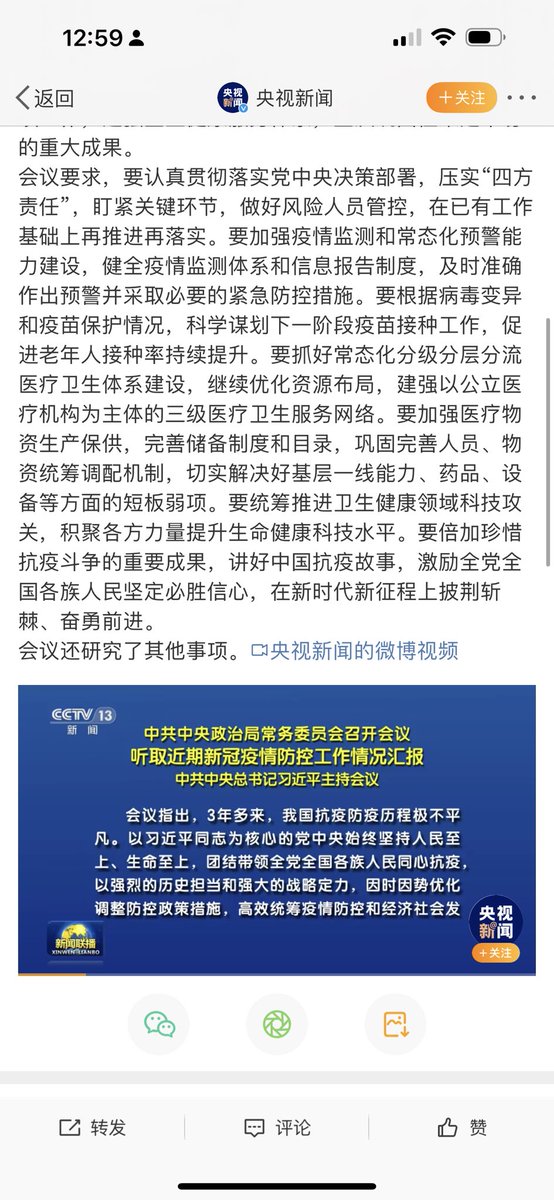 12:59
返回
央视新闻
央视新闻
+关注
的重大成果。
会议要求，要认真贯彻落实党中央决策部署，压实“四方
责任”，盯紧关键环节，做好风险人员管控，在已有工作
基础上再推进再落实。要加强疫情监测和常态化预警能
力建设，健全疫情监测体系和信息报告制度，及时准确
作出预警并采取必要的紧急防控措施。要根据病毒变异
和疫苗保护情况，科学谋划下一阶段疫苗接种工作，促
进老年人接种率持续提升。要抓好常态化分级分层分流
医疗卫生体系建设，继续优化资源布局，建强以公立医
疗机构为主体的三级医疗卫生服务网络。要加强医疗物
资生产保供，完善储备制度和目录，巩固完善人员、物
资统筹调配机制，切实解决好基层一线能力、药品、设
备等方面的短板弱项。要统筹推进卫生健康领域科技攻
关，积聚各方力量提升生命健康科技水平。要倍加珍惜
抗疫斗争的重要成果，讲好中国抗疫故事，激励全党全
国各族人民坚定必胜信心，在新时代新征程上披荆斩
棘、奋勇前进。
会议还研究了其他事项。央视新闻的微博视频
CCTV 13
新闻
中共中央政治局常务委员会召开会议
听取近期新冠疫情防控工作情况汇报
中共中央总书记习近平主持会议
会议指出，3年多来，我国抗疫防疫历程极不平
凡。以习近平同志为核心的党中央始终坚持人民至
上、生命至上，团结带领全党全国各族人民同心抗疫，
以强烈的历史担当和强大的战略定力，因时因势优化
调整防控政策措施，高效统筹疫情防控和经济社会发
新闻联播
XINWEN LIANBO
央视
新闻
+关注
转发
评论
赞